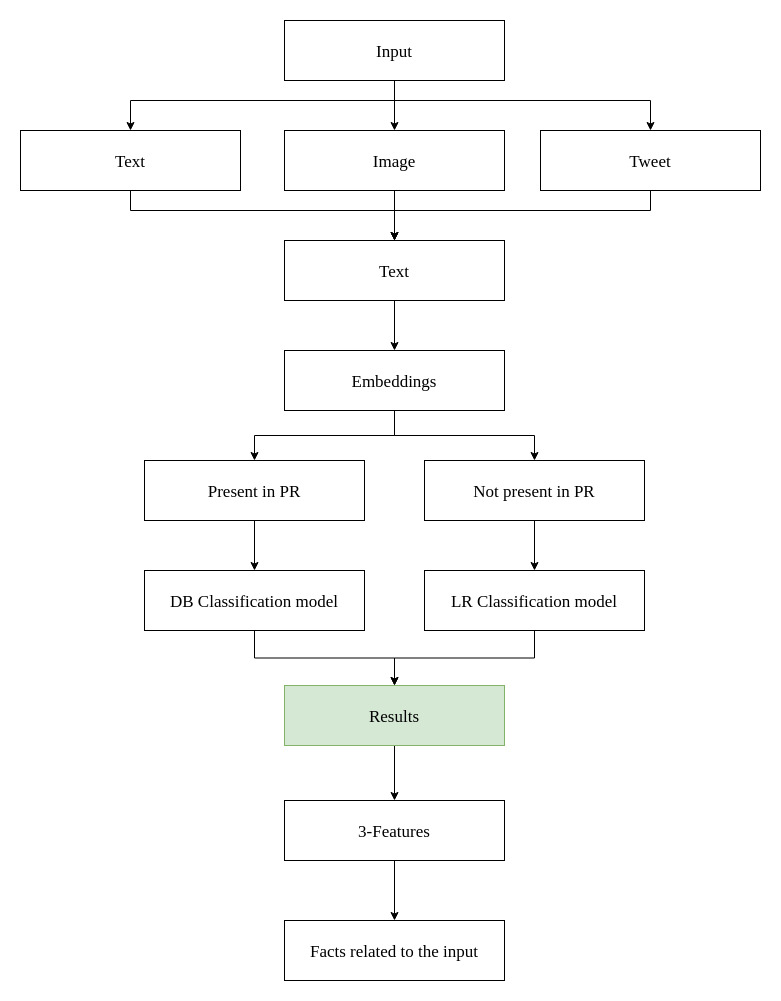 Input
Text
Image
Tweet
Text
Embeddings
Present in PR
Not present in PR
DB Classification model
LR Classification model
Results
3-Features
Facts related to the input